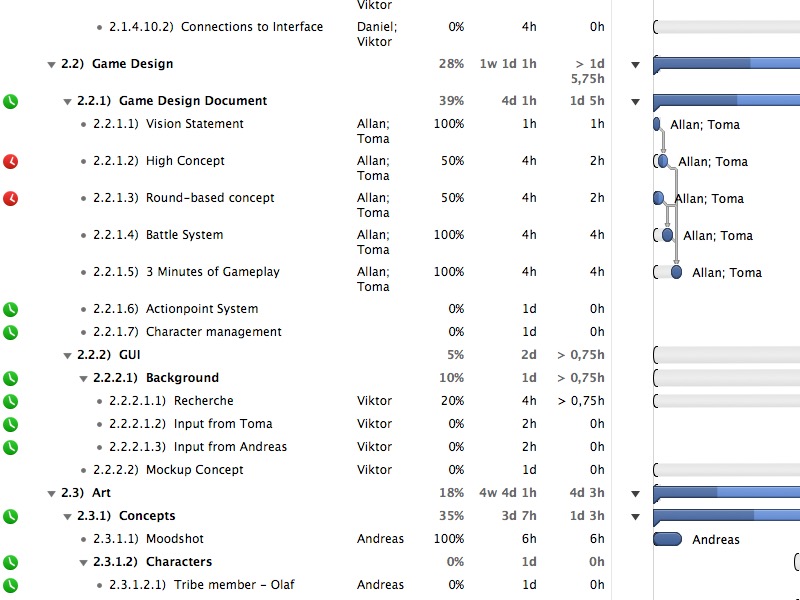 Viktor
• 2.1.4.10.2) Connections to Interface Daniel; 0% 4h 0h
Viktor
2.2) Game Design 28% 1w 1d 1h > 1d
5,75h
2.2.1) Game Design Document 39% 4d 1h 1d 5h
• 2.2.1.1) Vision Statement Allan; 100% 1h 1h Allan; Toma
Toma
• 2.2.1.2) High Concept Allan; 50% 4h 2h Allan; Toma
Toma
• 2.2.1.3) Round-based concept Allan; 50% 4h 2h Allan; Toma
Toma
• 2.2.1.4) Battle System Allan; 100% 4h 4h Allan; Toma
Toma
• 2.2.1.5) 3 Minutes of Gameplay Allan; 100% 4h 4h Allan; Toma
Toma
• 2.2.1.6) Actionpoint System 0% 1d 0h
• 2.2.1.7) Character management 0% 1d 0h
2.2.2) GUI 5% 2d > 0,75h
2.2.2.1) Background 10% 1d > 0,75h
• 2.2.2.1.1) Recherche Viktor 20% 4h > 0,75h
• 2.2.2.1.2) Input from Toma Viktor 0% 2h 0h
• 2.2.2.1.3) Input from Andreas Viktor 0% 2h 0h
• 2.2.2.2) Mockup Concept Viktor 0% 1d 0h
2.3) Art 18% 4w 4d 1h 4d 3h
2.3.1) Concepts 35% 3d 7h 1d 3h
• 2.3.1.1) Moodshot Andreas 100% 6h 6h Andreas
2.3.1.2) Characters 0% 1d 0h
• 2.3.1.2.1) Tribe member – Olaf Andreas 0% 1d 0h